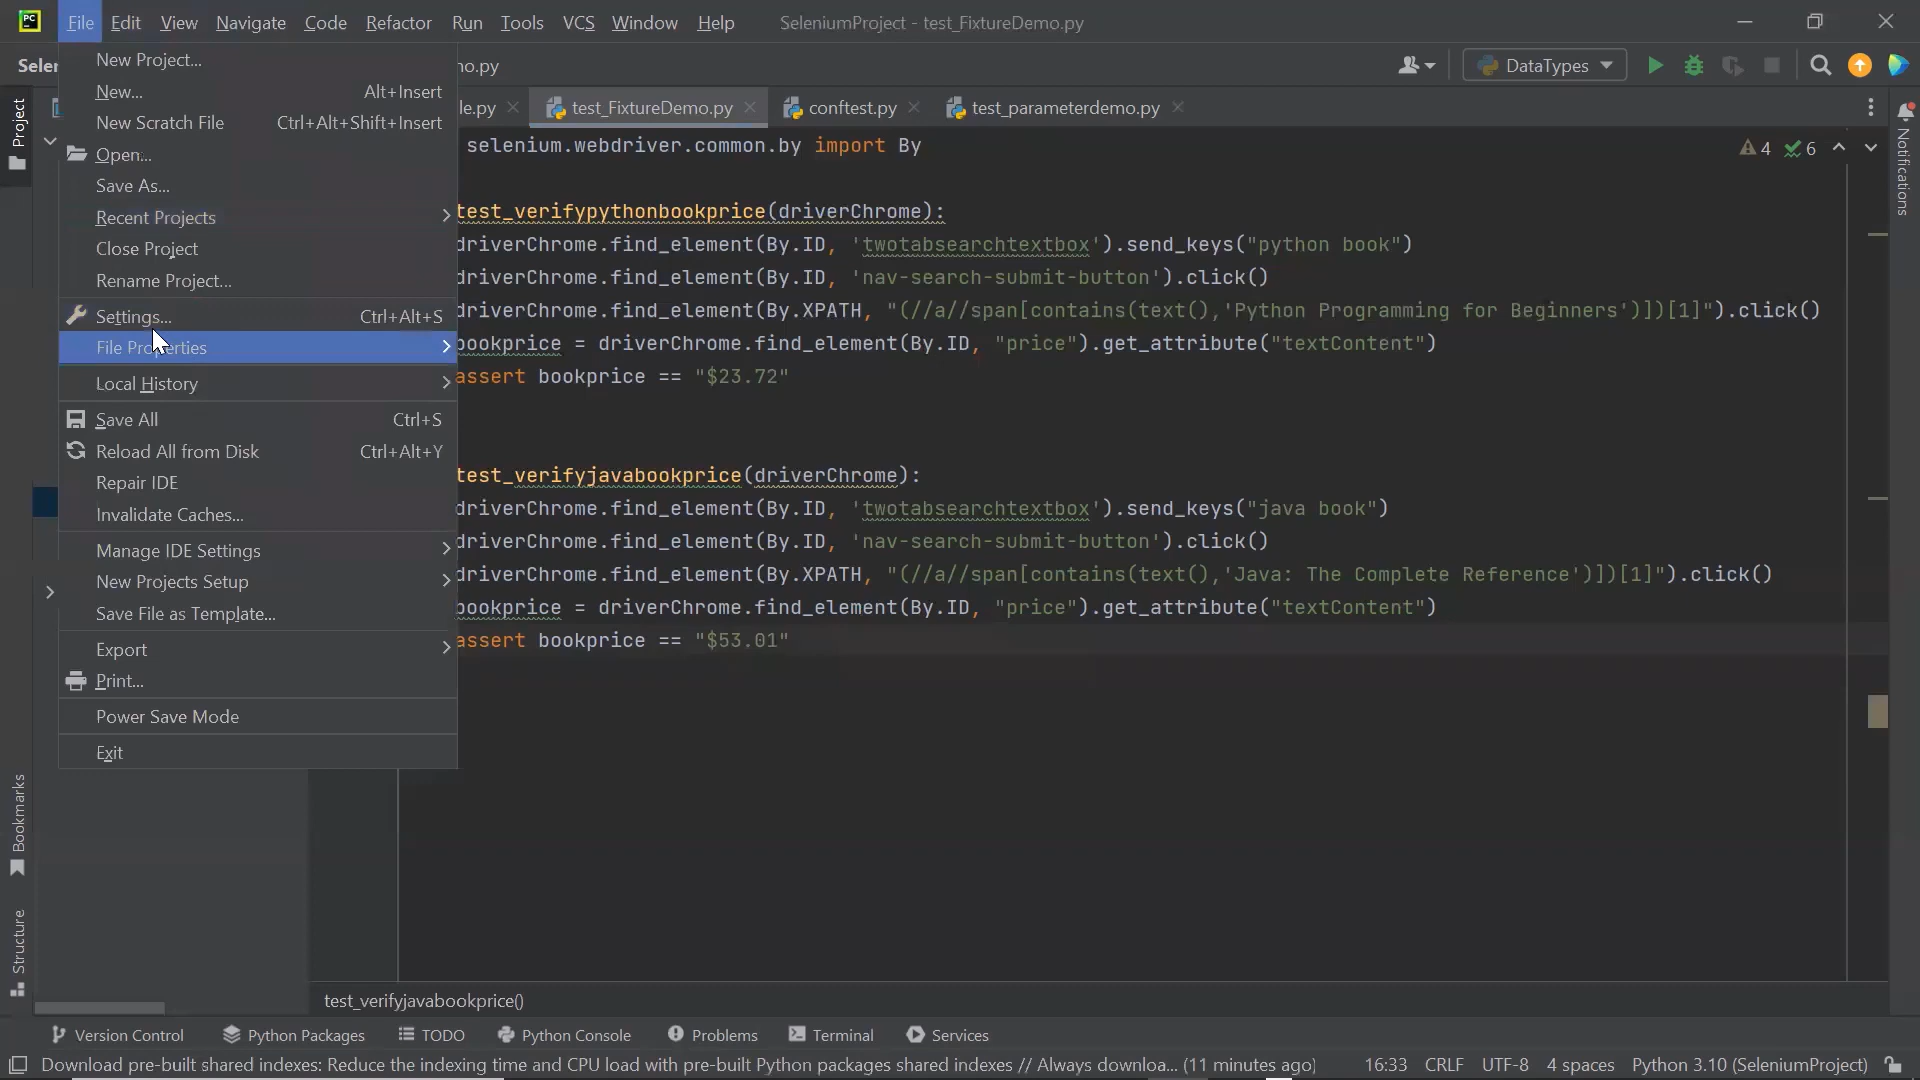 PC File Edit View Navigate Code Refactor Run Tools VCS Window Help SeleniumProject - test_FixtureDemo.py
DataTypes
le.py test_FixtureDemo.py conftest.py test_parameterdemo.py
Project
Bookmarks
Structure
Notifications
New Project...
New... Alt+Insert
New Scratch File Ctrl+Alt+Shift+Insert
Open...
Save As...
Recent Projects
Close Project
Rename Project...
Settings... Ctrl+Alt+S
File Properties
Local History
Save All Ctrl+S
Reload All from Disk Ctrl+Alt+Y
Repair IDE
Invalidate Caches...
Manage IDE Settings
New Projects Setup
Save File as Template...
Export
Print...
Power Save Mode
Exit
4 6
selenium.webdriver.common.by import By
test_verifypythonbookprice(driverChrome):
driverChrome.find_element(By.ID, 'twotabsearchtextbox').send_keys("python book")
driverChrome.find_element(By.ID, 'nav-search-submit-button').click()
driverChrome.find_element(By.XPATH, "(//a//span[contains(text(),'Python Programming for Beginners')])[1]").click()
bookprice = driverChrome.find_element(By.ID, "price").get_attribute("textContent")
assert bookprice == "$23.72"
test_verifyjavabookprice(driverChrome):
driverChrome.find_element(By.ID, 'twotabsearchtextbox').send_keys("java book")
driverChrome.find_element(By.ID, 'nav-search-submit-button').click()
driverChrome.find_element(By.XPATH, "(//a//span[contains(text(),'Java: The Complete Reference')])[1]").click()
bookprice = driverChrome.find_element(By.ID, "price").get_attribute("textContent")
assert bookprice == "$53.01"
test_verifyjavabookprice()
Version Control Python Packages TODO Python Console Problems Terminal Services
Download pre-built shared indexes: Reduce the indexing time and CPU load with pre-built Python packages shared indexes // Always downloa... (11 minutes ago) 16:33 CRLF UTF-8 4 spaces Python 3.10 (SeleniumProject)